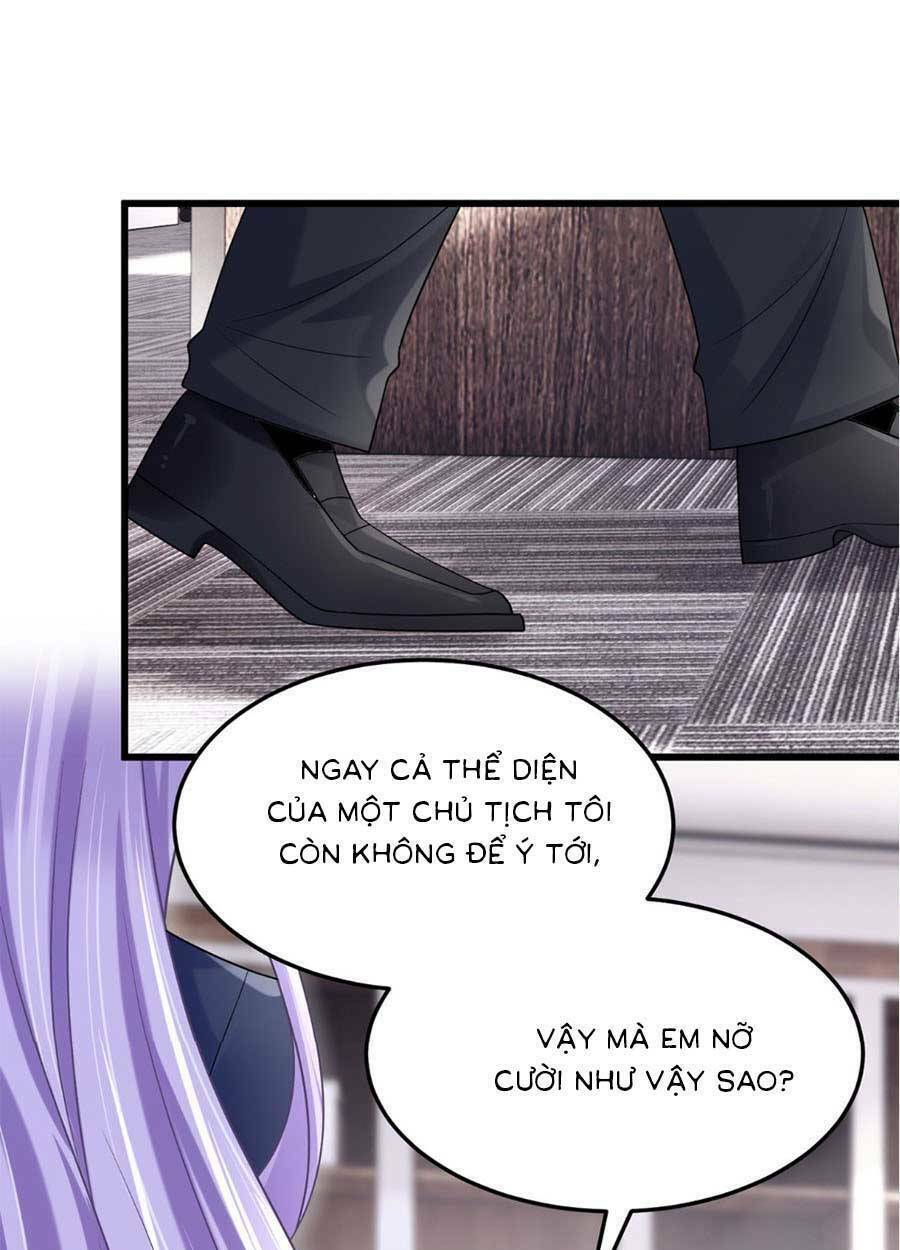 NGAY CẢ THỂ DIỆN
CỦA MỘT CHỦ TỊCH TÔI
CÒN KHÔNG ĐỂ Ý TỚI,
VẬY MÀ EM NỠ
CƯỜI NHƯ VẬY SAO?